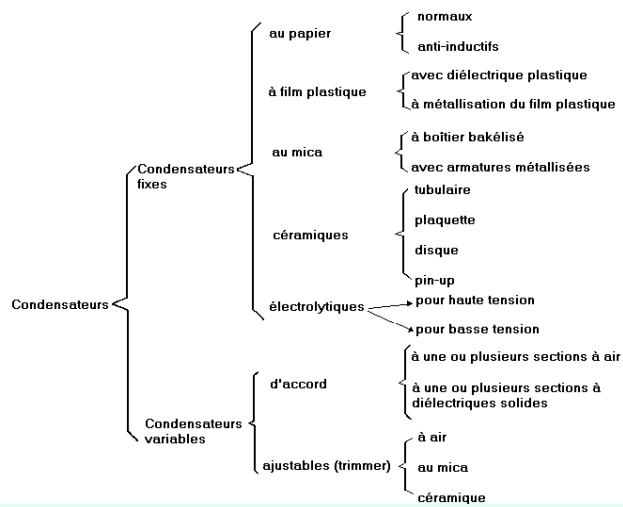 Condensateurs
Condensateurs
fixes
au papier
normaux
anti-inductifs
à film plastique
avec diélectrique plastique
à métallisation du film plastique
au mica
à boîtier bakélisé
avec armatures métallisées
céramiques
tubulaire
plaquette
disque
pin-up
électrolytiques
pour haute tension
pour basse tension
Condensateurs
variables
d'accord
à une ou plusieurs sections à air
à une ou plusieurs sections à
diélectriques solides
ajustables (trimmer)
à air
au mica
céramique